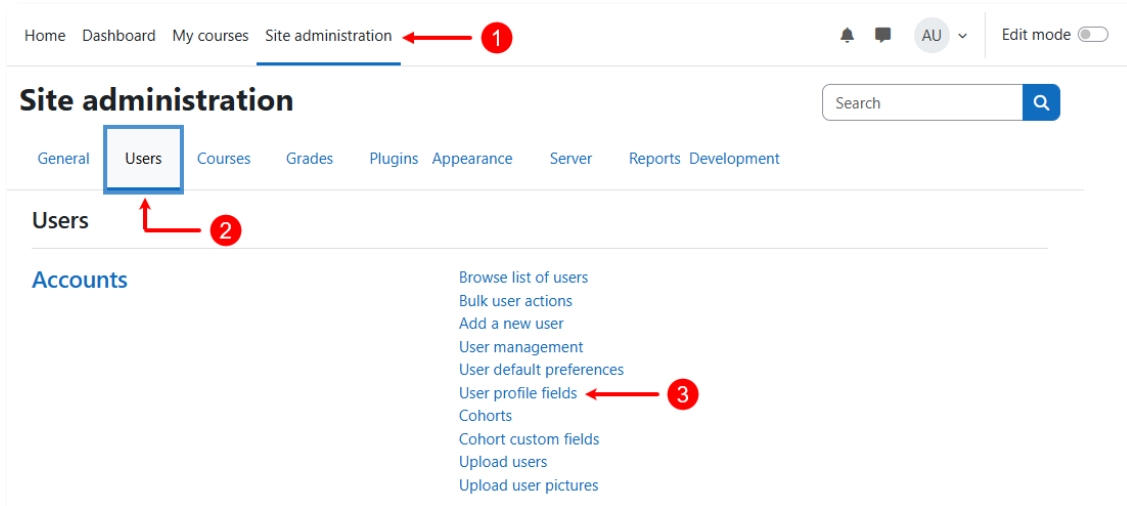 Home Dashboard My courses Site administration 1 AU Edit mode
Site administration Search
General Users Courses Grades Plugins Appearance Server Reports Development
Users 2
Accounts Browse list of users
Bulk user actions
Add a new user
User management
User default preferences
User profile fields 3
Cohorts
Cohort custom fields
Upload users
Upload user pictures